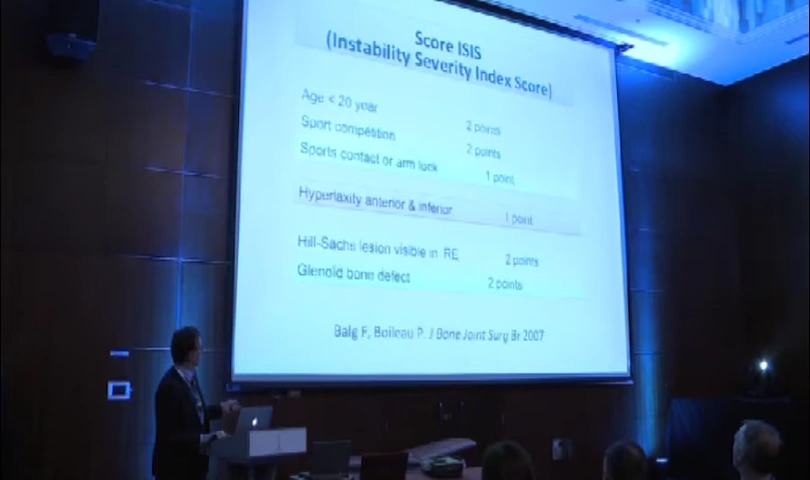 Score ISIS
(Instability Severity Index Score)
Age < 20 year 2 points
Sport compétition 2 points
Sports contact or arm lock 1 point
Hyperlaxity anterior & inferior 1 point
Hill-Sachs lesion visible in RE 2 points
Glenoid bone defect 2 points
Balg F, Boileau P. J Bone Joint Surg Br 2007